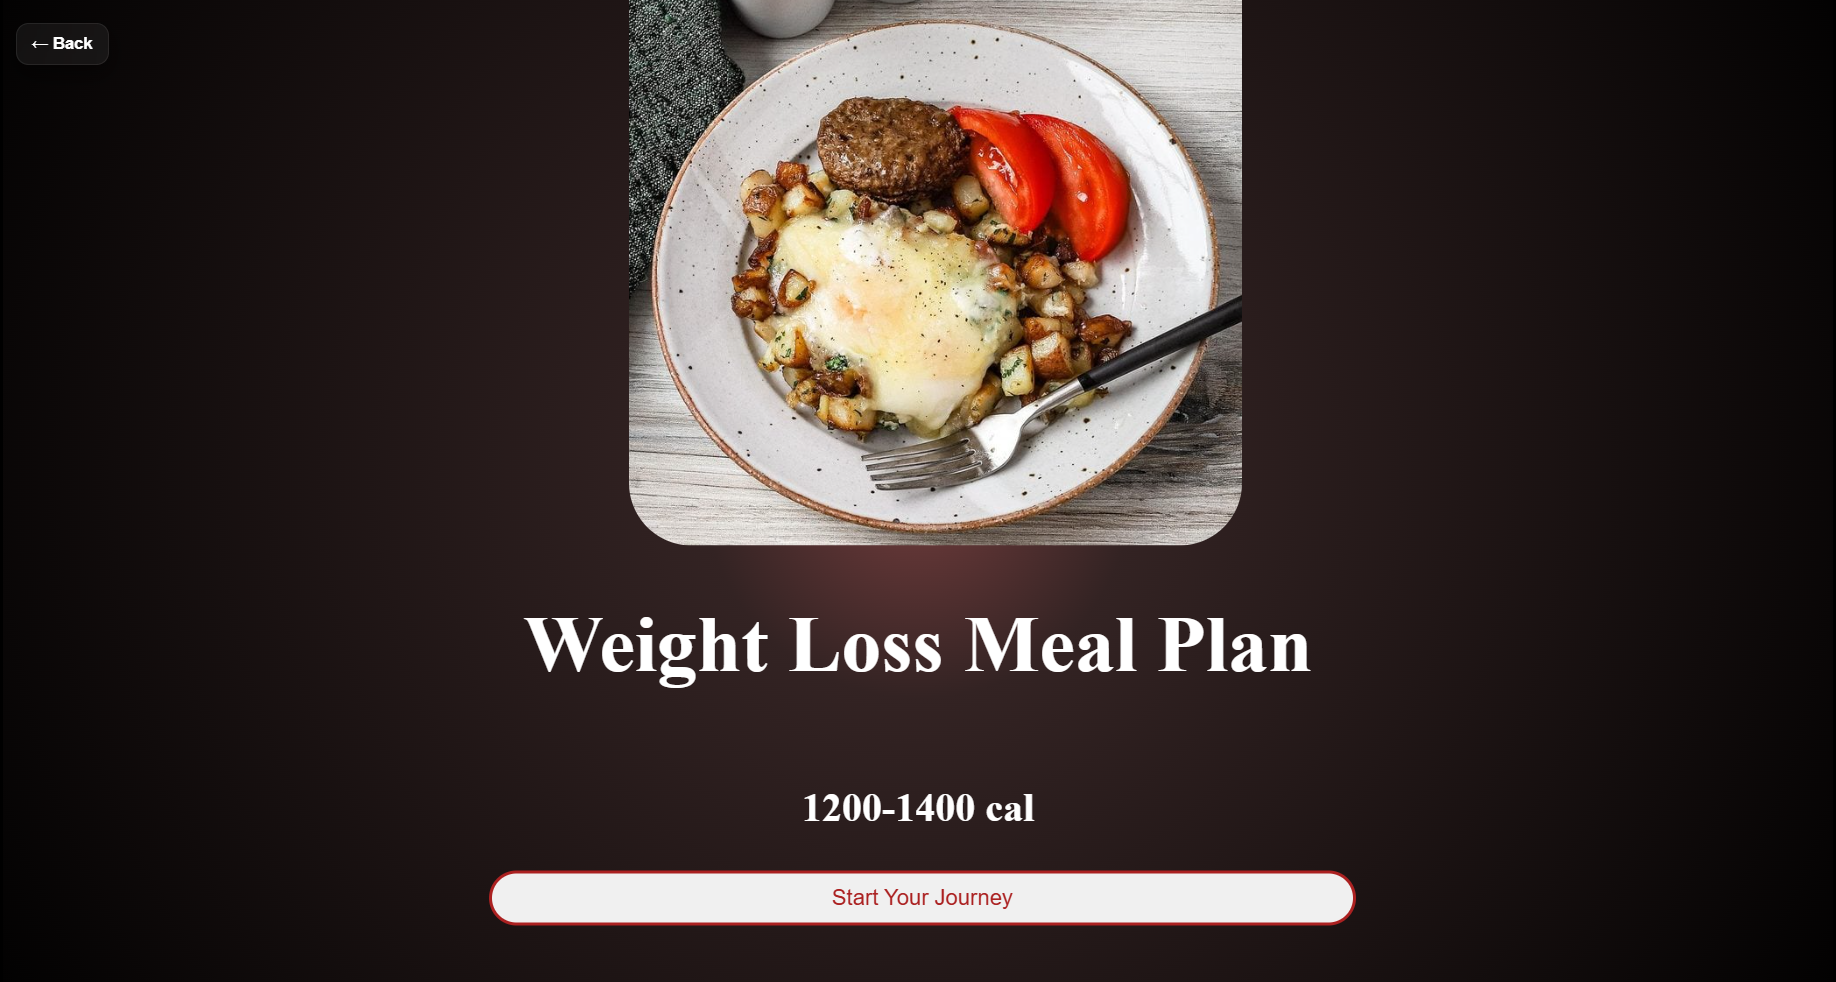 ← Back
Weight Loss Meal Plan
1200-1400 cal
Start Your Journey